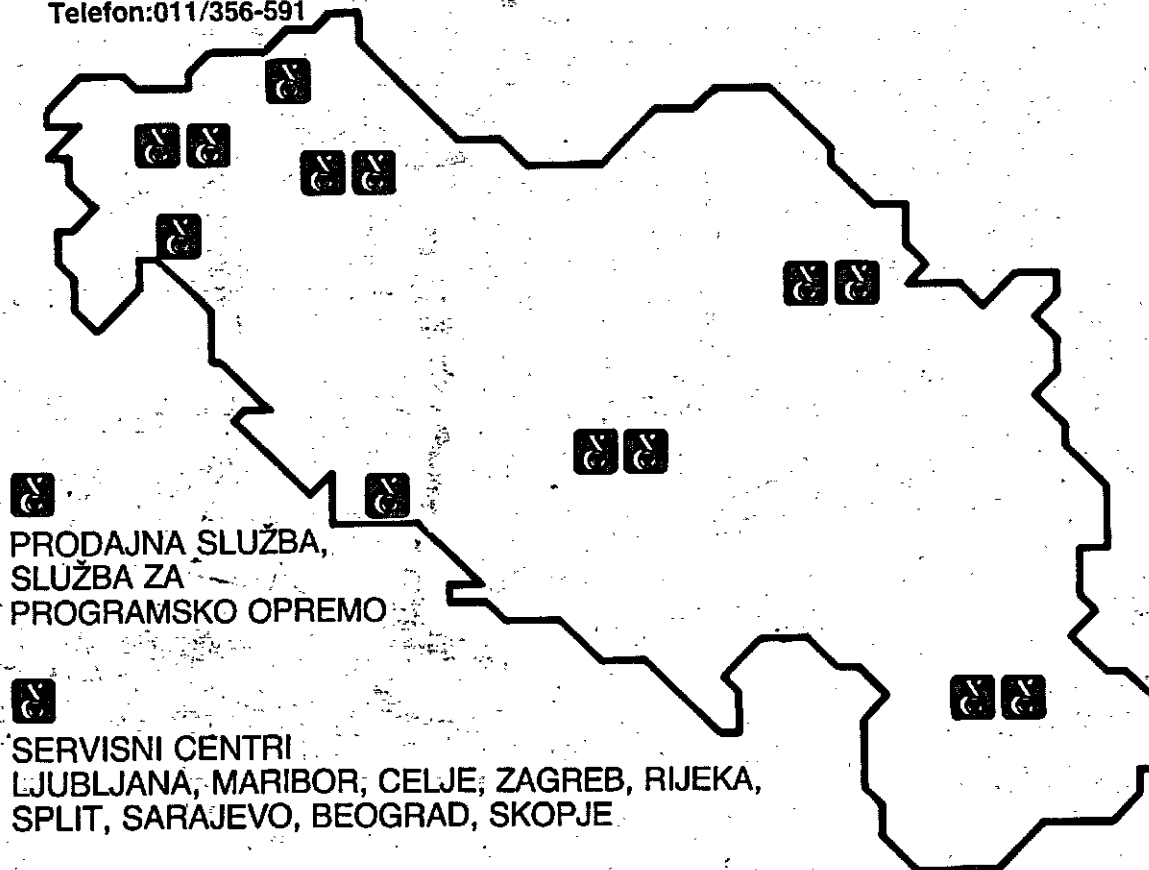 Telefon:011/356-591
PRODAJNA SLUŽBA,
SLUŽBA ZA
PROGRAMSKO OPREMO
SERVISNI CENTRI
LJUBLJANA, MARIBOR, CELJE, ZAGREB, RIJEKA,
SPLIT, SARAJEVO, BEOGRAD, SKOPJE